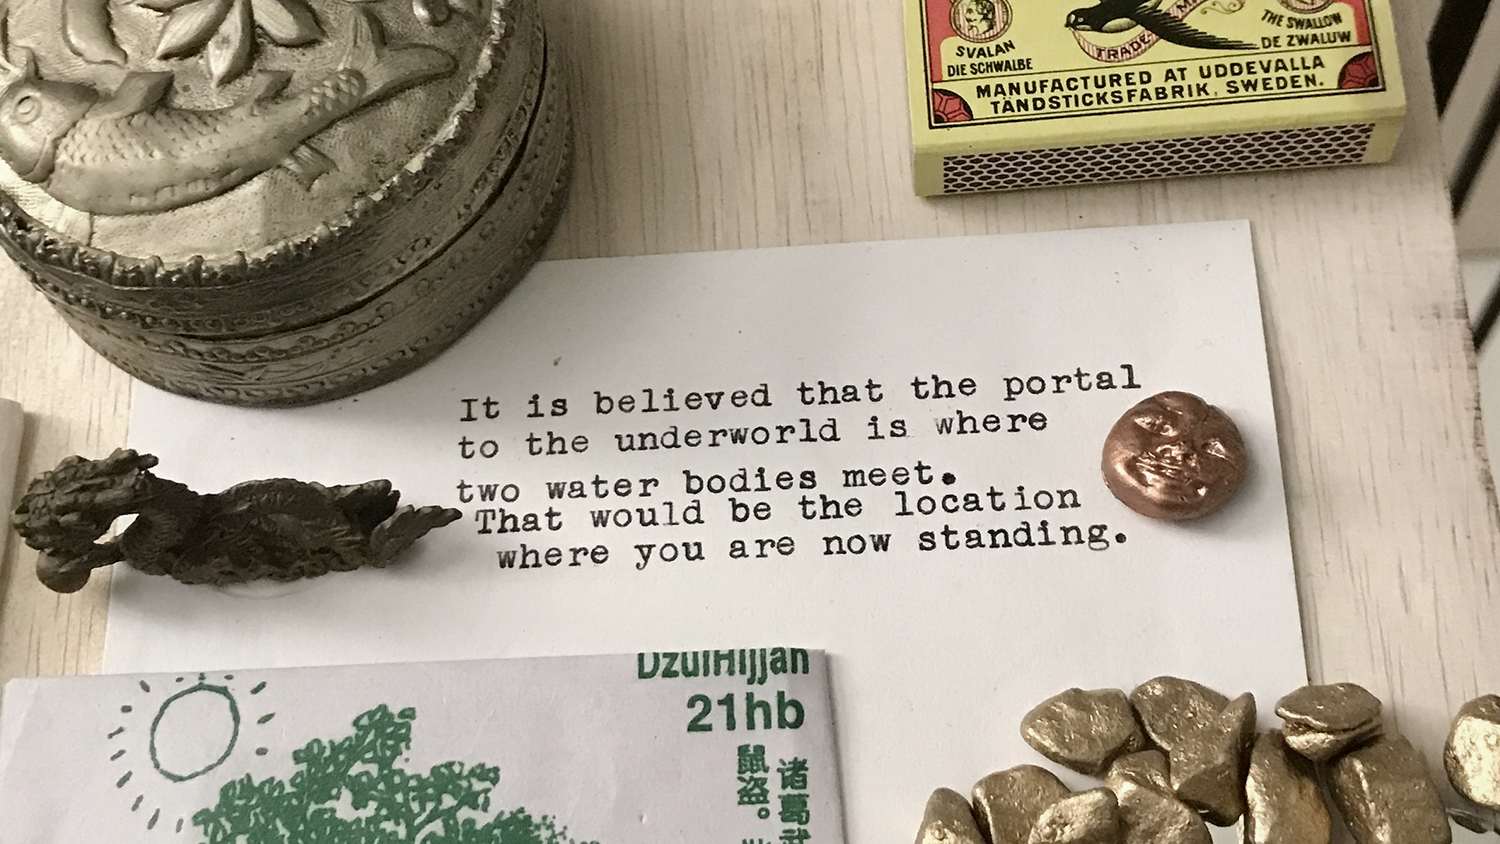 SVALAN
DIE SCHWALBE
TRADE
THE SWALLOW
DE ZWALUW
MANUFACTURED AT UDDEVALLA
TÄNDSTICKSFABRIK, SWEDEN.
It is believed that the portal
to the underworld is where
two water bodies meet.
That would be the location
where you are now standing.
DzulHijjah
21hb
诸葛武
鼠盗。